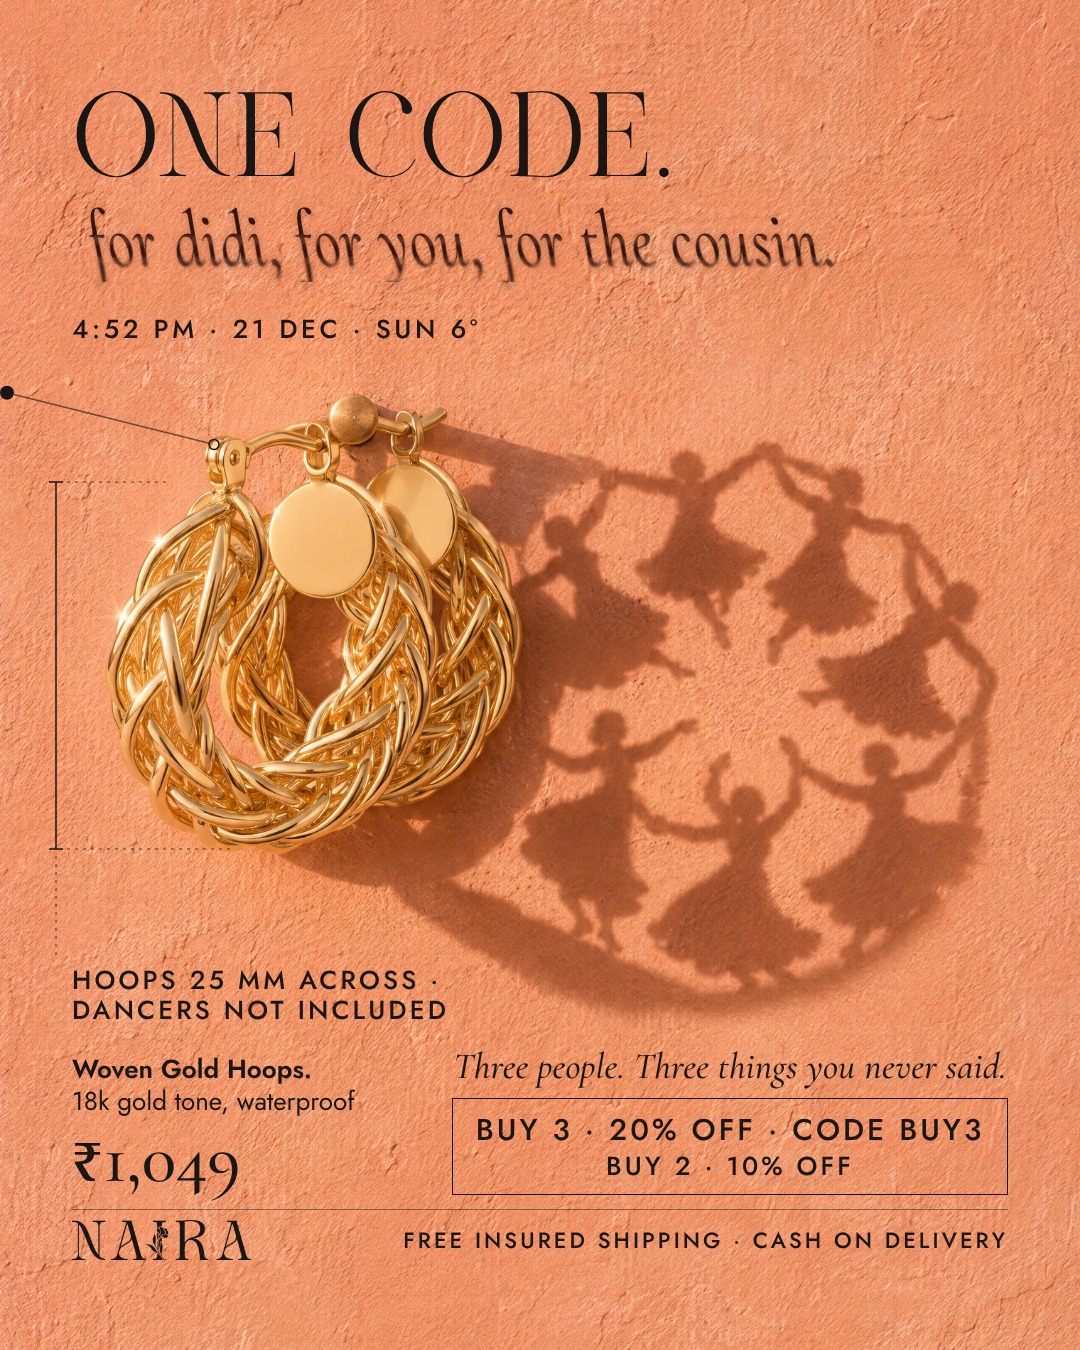 ONE CODE.
for didi, for you, for the cousin.
4:52 PM · 21 DEC · SUN 6°
HOOPS 25 MM ACROSS ·
DANCERS NOT INCLUDED
Woven Gold Hoops.
18k gold tone, waterproof
₹1,049
Three people. Three things you never said.
BUY 3 · 20% OFF · CODE BUY3
BUY 2 · 10% OFF
NAIRA
FREE INSURED SHIPPING · CASH ON DELIVERY